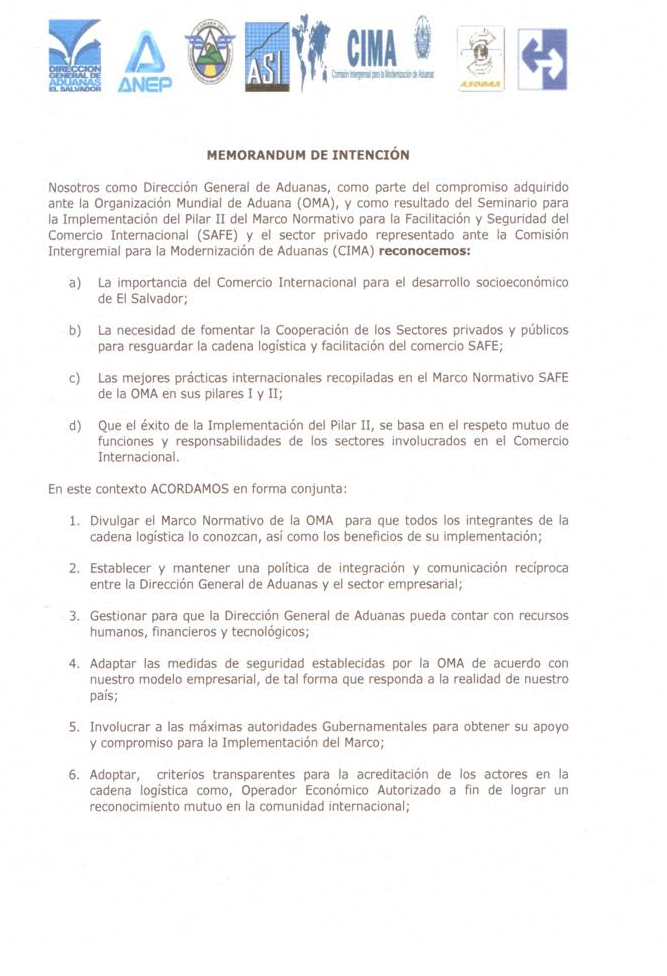 DIRECCION
GENERAL DE
ADUANAS
EL SALVADOR
ANEP
ASI
CIMA
Comisión Intergremial para la Modernización de Aduanas
MEMORANDUM DE INTENCIÓN
Nosotros como Dirección General de Aduanas, como parte del compromiso adquirido
ante la Organización Mundial de Aduana (OMA), y como resultado del Seminario para
la Implementación del Pilar II del Marco Normativo para la Facilitación y Seguridad del
Comercio Internacional (SAFE) y el sector privado representado ante la Comisión
Intergremial para la Modernización de Aduanas (CIMA) reconocemos:
a) La importancia del Comercio Internacional para el desarrollo socioeconómico
de El Salvador;
b) La necesidad de fomentar la Cooperación de los Sectores privados y públicos
para resguardar la cadena logística y facilitación del comercio SAFE;
c) Las mejores prácticas internacionales recopiladas en el Marco Normativo SAFE
de la OMA en sus pilares I y II;
d) Que el éxito de la Implementación del Pilar II, se basa en el respeto mutuo de
funciones y responsabilidades de los sectores involucrados en el Comercio
Internacional.
En este contexto ACORDAMOS en forma conjunta:
1. Divulgar el Marco Normativo de la OMA para que todos los integrantes de la
cadena logística lo conozcan, así como los beneficios de su implementación;
2. Establecer y mantener una política de integración y comunicación recíproca
entre la Dirección General de Aduanas y el sector empresarial;
3. Gestionar para que la Dirección General de Aduanas pueda contar con recursos
humanos, financieros y tecnológicos;
4. Adaptar las medidas de seguridad establecidas por la OMA de acuerdo con
nuestro modelo empresarial, de tal forma que responda a la realidad de nuestro
país;
5. Involucrar a las máximas autoridades Gubernamentales para obtener su apoyo
y compromiso para la Implementación del Marco;
6. Adoptar, criterios transparentes para la acreditación de los actores en la
cadena logística como, Operador Económico Autorizado a fin de lograr un
reconocimiento mutuo en la comunidad internacional;